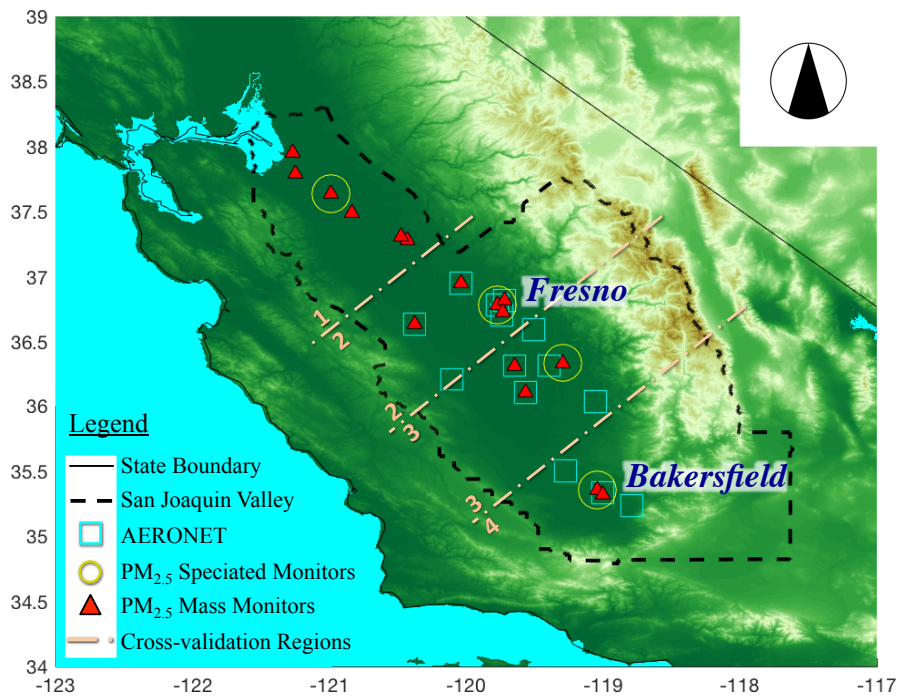 39
38.5
38
37.5
37
36.5
36
35.5
35
34.5
34
-123
-122
-121
-120
-119
-118
-117
Fresno
Bakersfield
1
2
2
3
3
4
Legend
State Boundary
San Joaquin Valley
AERONET
PM2.5 Speciated Monitors
PM2.5 Mass Monitors
Cross-validation Regions